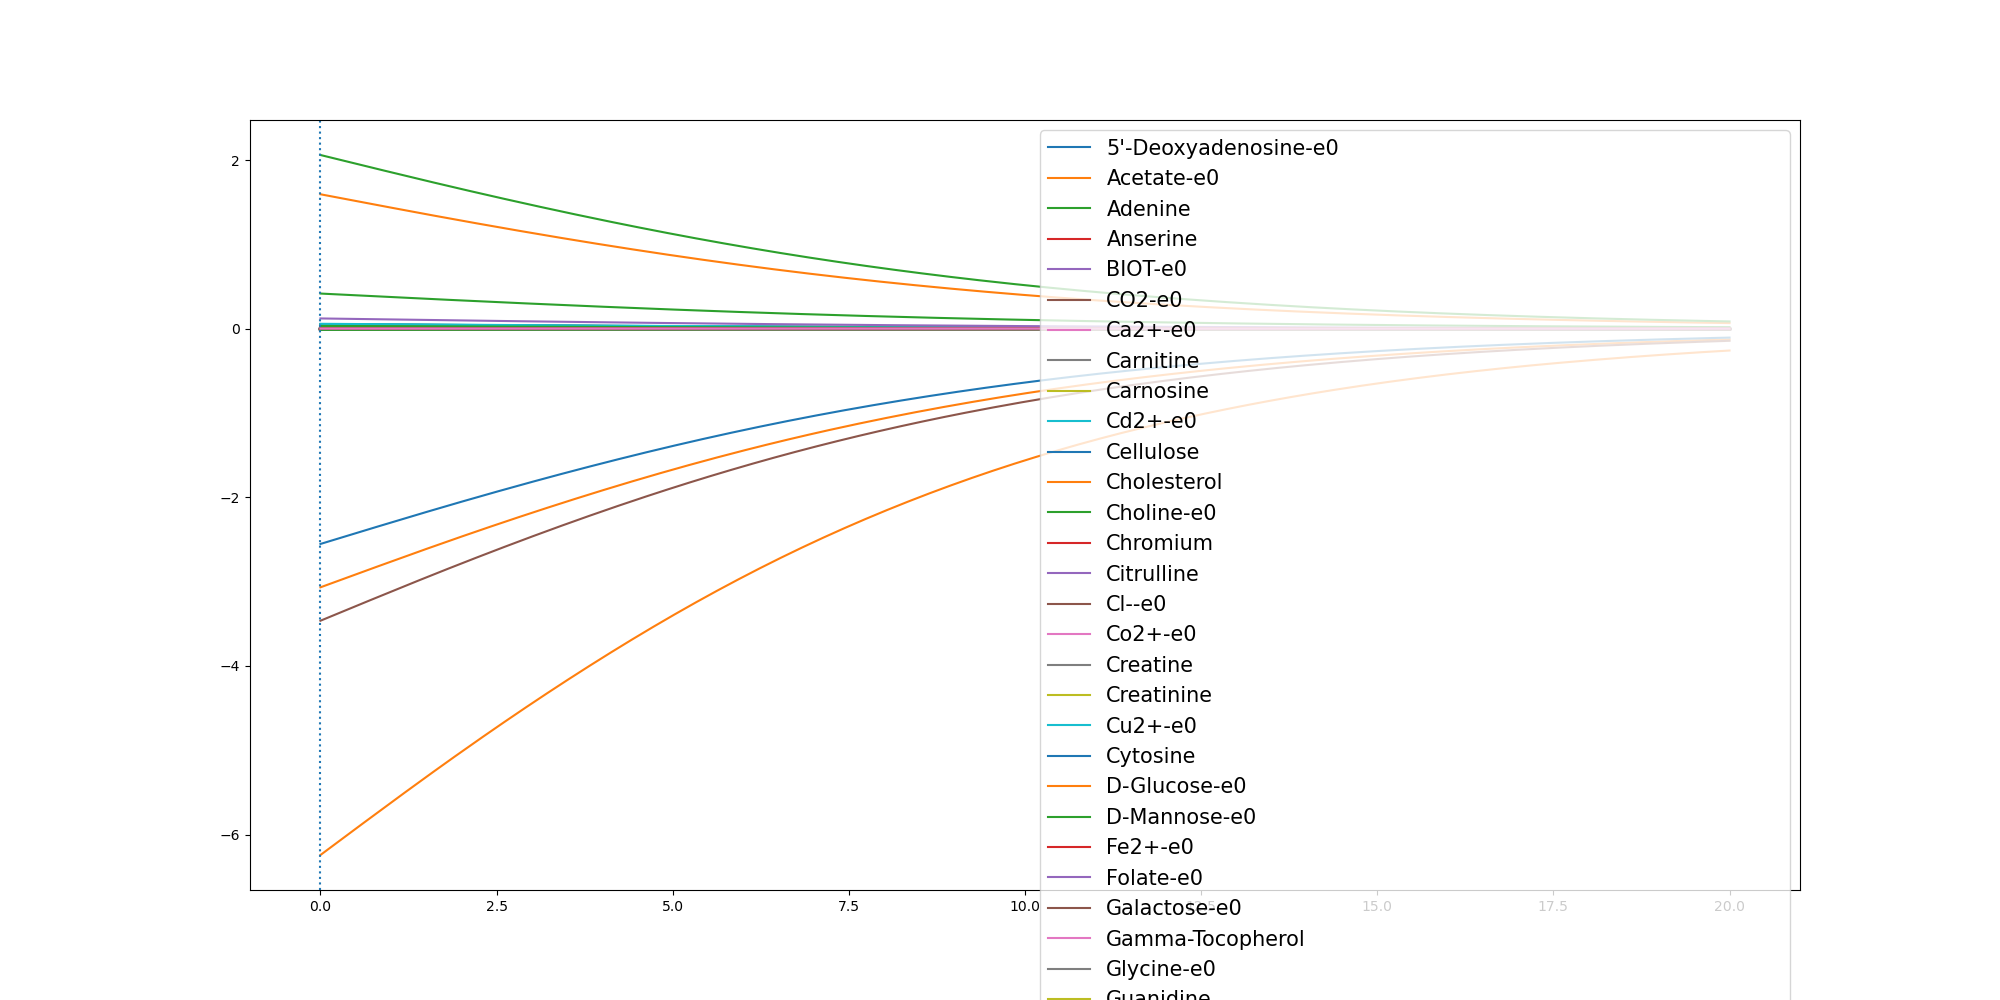 2
0
−2
−4
−6
0.0 2.5 5.0 7.5 10.0 15.0 17.5 20.0
5'-Deoxyadenosine-e0
Acetate-e0
Adenine
Anserine
BIOT-e0
CO2-e0
Ca2+-e0
Carnitine
Carnosine
Cd2+-e0
Cellulose
Cholesterol
Choline-e0
Chromium
Citrulline
Cl--e0
Co2+-e0
Creatine
Creatinine
Cu2+-e0
Cytosine
D-Glucose-e0
D-Mannose-e0
Fe2+-e0
Folate-e0
Galactose-e0
Gamma-Tocopherol
Glycine-e0
Guanidine